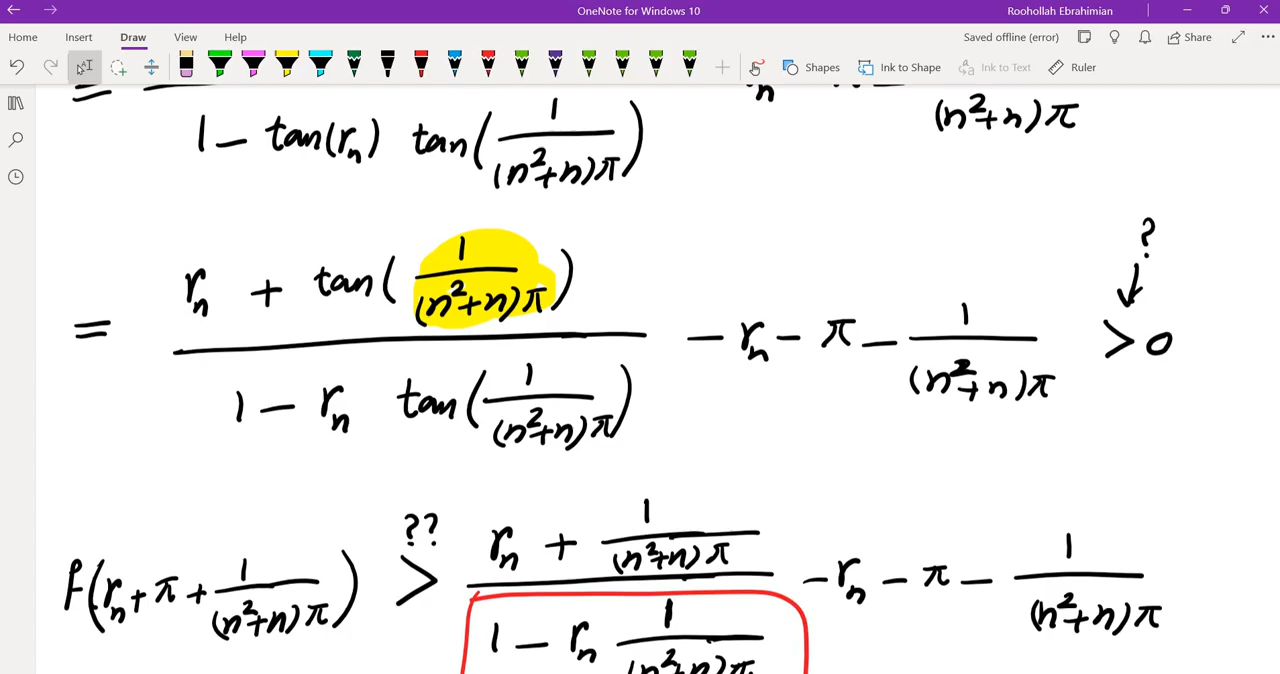 OneNote for Windows 10
Roohollah Ebrahimian
Home Insert Draw View Help
Saved offline (error)
Share
Shapes
Ink to Shape
Ink to Text
Ruler
(n²+n)π
1 - tan(rₙ) tan(1/((n²+n)π))
?
≡ (rₙ + tan(1/((n²+n)π)))/(1 - rₙ tan(1/((n²+n)π))) - rₙ - π - 1/((n²+n)π) > 0
f(rₙ + π + 1/((n²+n)π)) >?? (rₙ + 1/((n²+n)π))/(1 - rₙ 1/((n²+n)π)) - rₙ - π - 1/((n²+n)π)